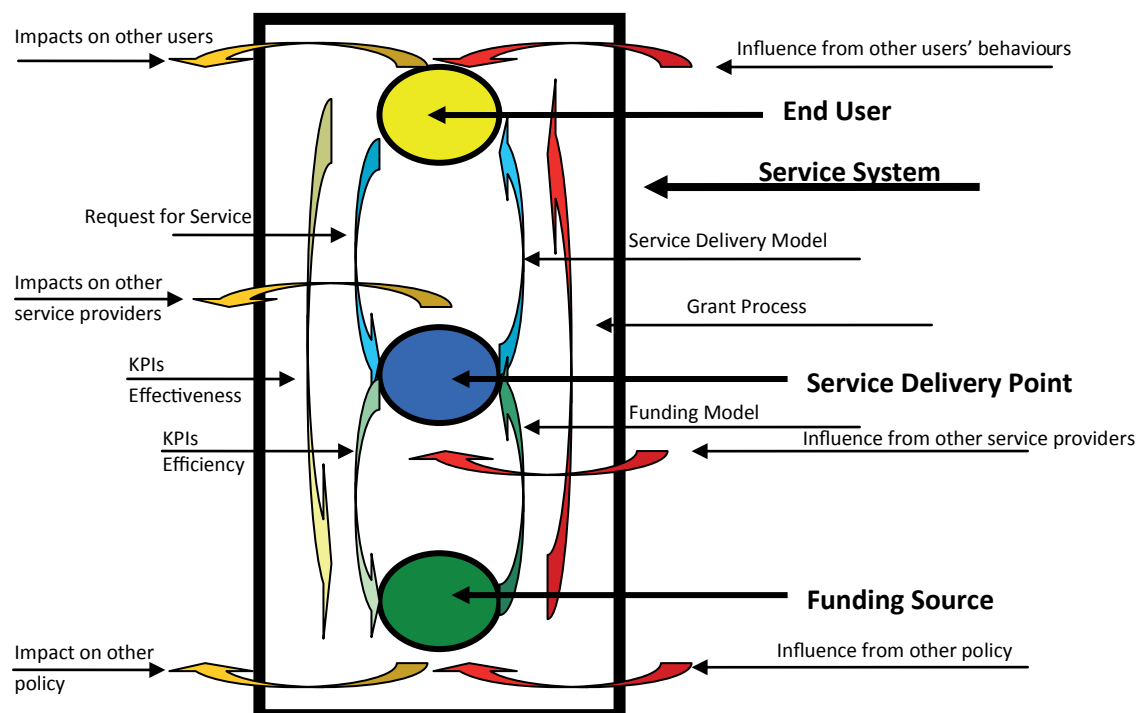 Impacts on other users
Influence from other users’ behaviours
End User
Service System
Request for Service
Service Delivery Model
Impacts on other
service providers
Grant Process
KPIs
Effectiveness
Service Delivery Point
Funding Model
KPIs
Efficiency
Influence from other service providers
Funding Source
Impact on other
policy
Influence from other policy